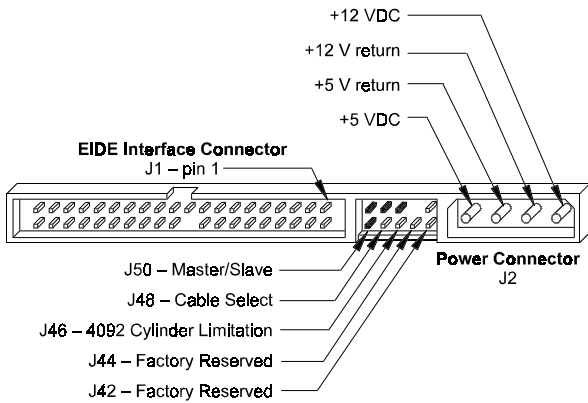 +12 VDC
+12 V return
+5 V return
+5 VDC
EIDE Interface Connector
J1 – pin 1
J50 – Master/Slave
J48 – Cable Select
J46 – 4092 Cylinder Limitation
J44 – Factory Reserved
J42 – Factory Reserved
Power Connector
J2